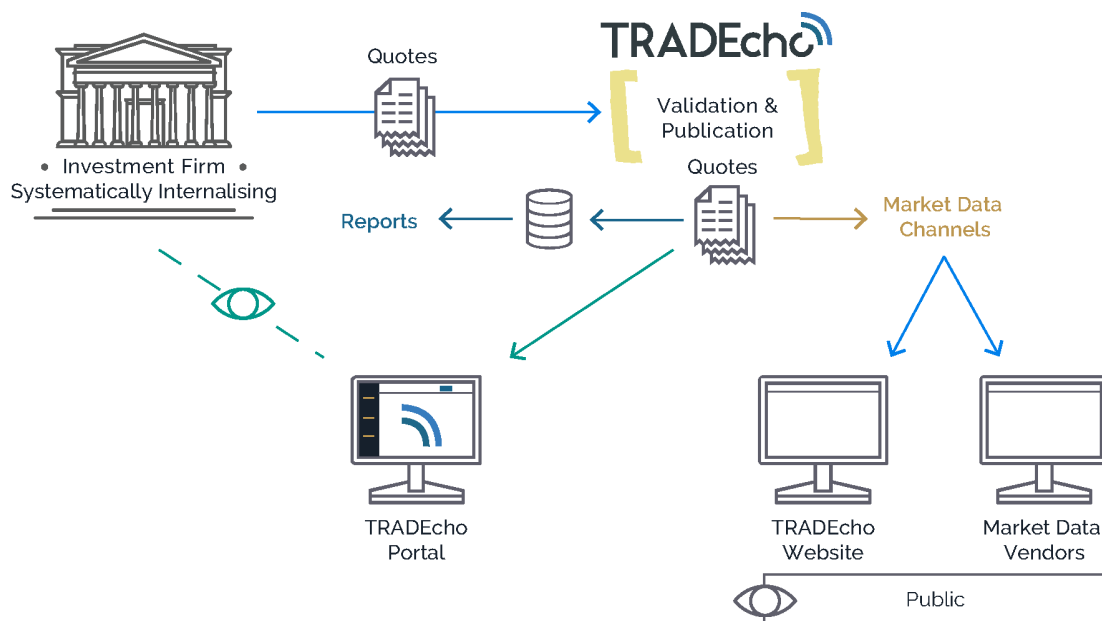 TRADEcho
Quotes
Validation &
Publication
• Investment Firm •
Systematically Internalising
Quotes
Reports
Market Data
Channels
TRADEcho
Portal
TRADEcho
Website
Market Data
Vendors
Public